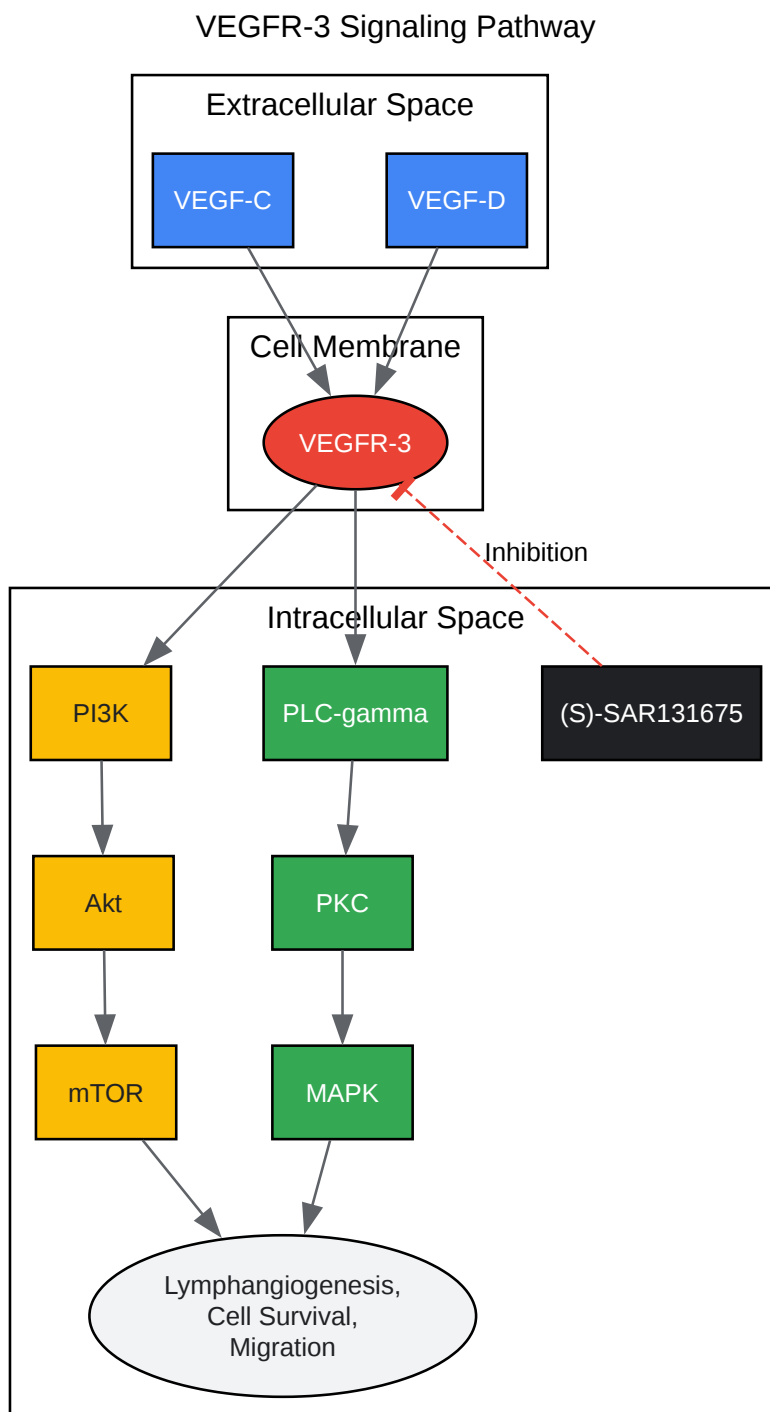 VEGFR-3 Signaling Pathway
Extracellular Space
VEGF-C
VEGF-D
Cell Membrane
VEGFR-3
Inhibition
Intracellular Space
PI3K
PLC-gamma
(S)-SAR131675
Akt
PKC
mTOR
MAPK
Lymphangiogenesis,
Cell Survival,
Migration